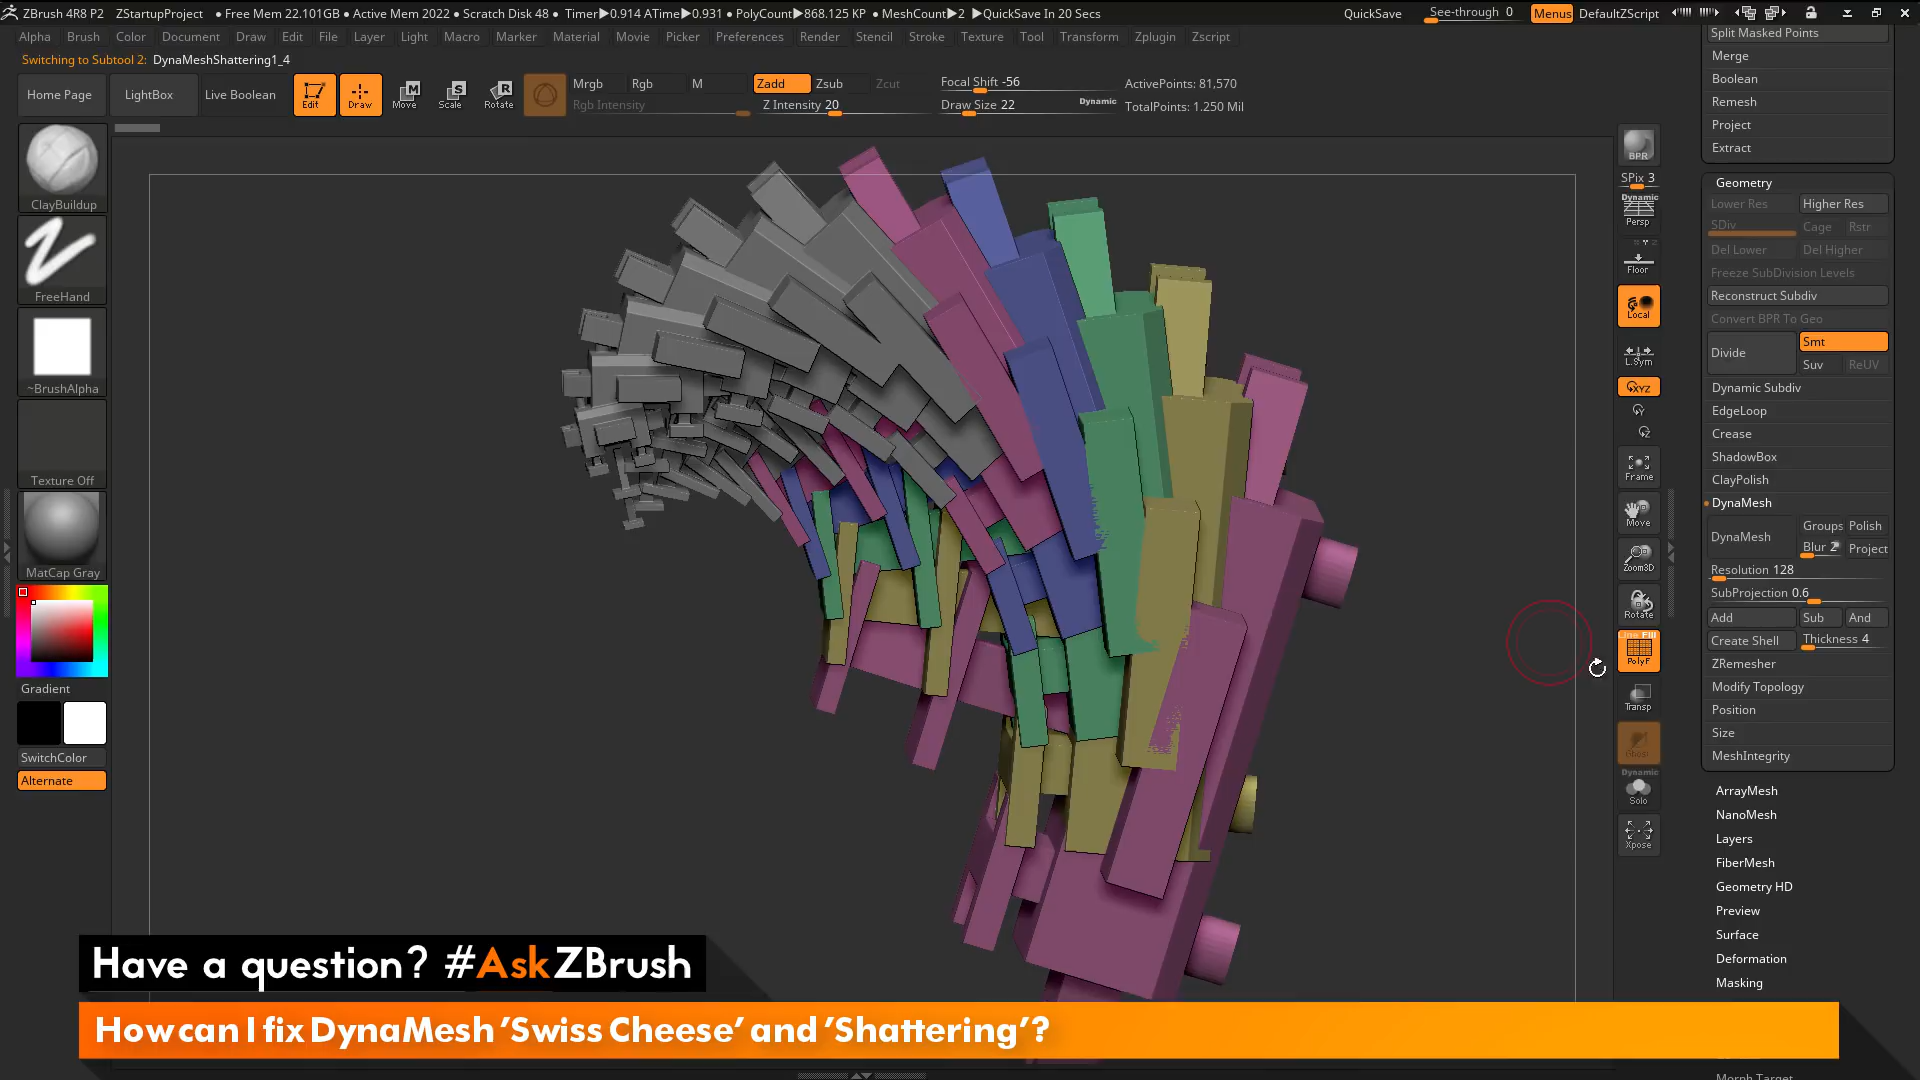 ZBrush 4R8 P2 ZStartupProject ● Free Mem 22.101GB ● Active Mem 2022 ● Scratch Disk 48 ● Timer▶0.914 ATime▶0.931 ● PolyCount▶868.125 KP ● MeshCount▶2 ▶QuickSave In 20 Secs QuickSave See-through 0 Menus DefaultZScript
Alpha Brush Color Document Draw Edit File Layer Light Macro Marker Material Movie Picker Preferences Render Stencil Stroke Texture Tool Transform Zplugin Zscript
Switching to Subtool 2: DynaMeshShattering1_4
Home Page LightBox Live Boolean Edit Draw Move Scale Rotate
Mrgb Rgb M Zadd Zsub Zcut Focal Shift -56 ActivePoints: 81,570
Rgb Intensity Z Intensity 20 Draw Size 22 Dynamic TotalPoints: 1.250 Mil
ClayBuildup
FreeHand
~BrushAlpha
Texture Off
MatCap Gray
Gradient
SwitchColor
Alternate
BPR
SPix 3
Dynamic
Persp
Floor
Local
L.Sym
XYZ
Y
Z
Frame
Move
Zoom3D
Rotate
Line Fill
PolyF
Transp
Ghost
Dynamic
Solo
Xpose
Split Masked Points
Merge
Boolean
Remesh
Project
Extract
Geometry
Lower Res Higher Res
SDiv Cage Rstr
Del Lower Del Higher
Freeze SubDivision Levels
Reconstruct Subdiv
Convert BPR To Geo
Divide Smt
Suv ReUV
Dynamic Subdiv
EdgeLoop
Crease
ShadowBox
ClayPolish
DynaMesh
DynaMesh Groups Polish
Blur 2 Project
Resolution 128
SubProjection 0.6
Add Sub And
Create Shell Thickness 4
ZRemesher
Modify Topology
Position
Size
MeshIntegrity
ArrayMesh
NanoMesh
Layers
FiberMesh
Geometry HD
Preview
Surface
Deformation
Masking
Morph Target
Have a question? #AskZBrush
How can I fix DynaMesh 'Swiss Cheese' and 'Shattering'?